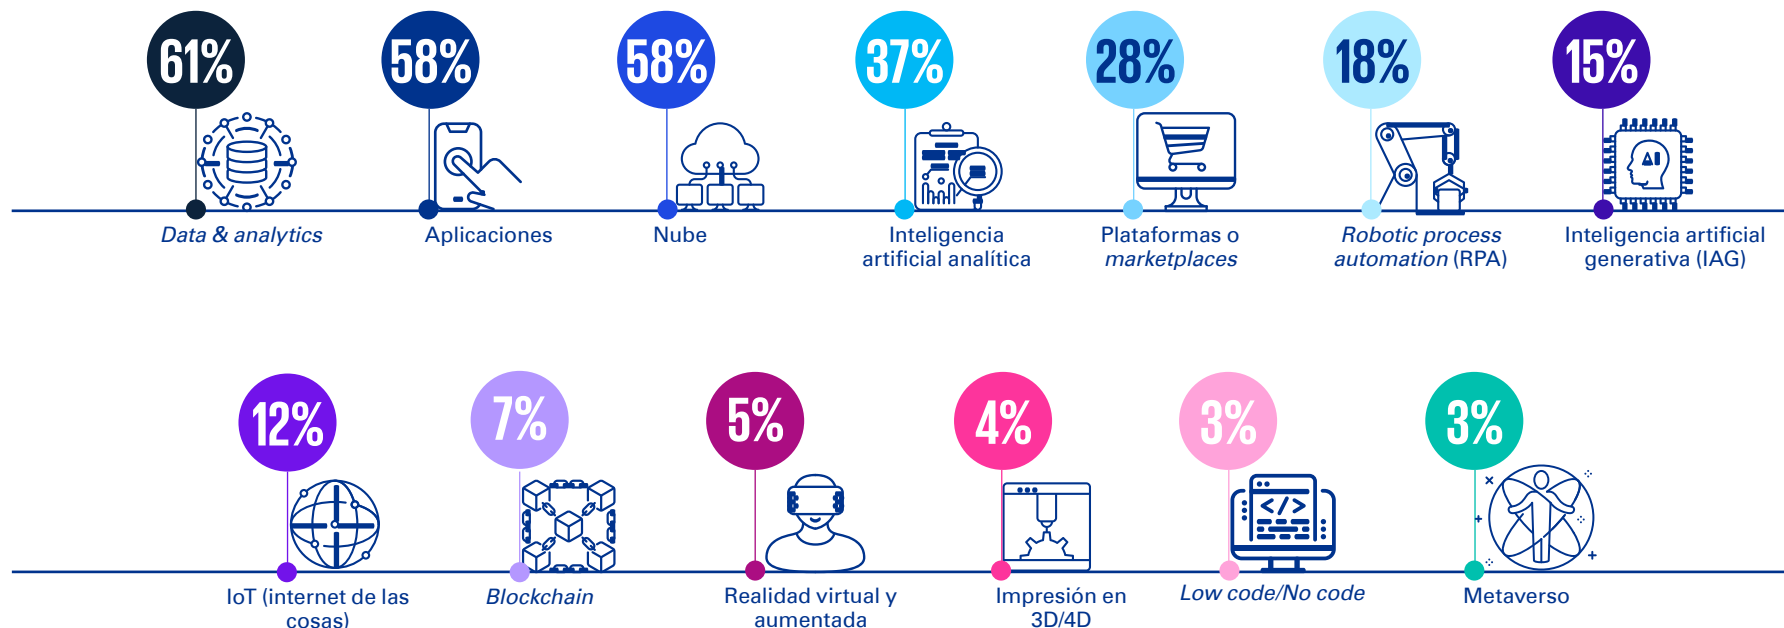 61%
58%
58%
37%
28%
18%
15%
AI
Data & analytics
Aplicaciones
Nube
Inteligencia
artificial analítica
Plataformas o
marketplaces
Robotic process
automation (RPA)
Inteligencia artificial
generativa (IAG)
12%
7%
5%
4%
3%
3%
</>
IoT (internet de las
cosas)
Blockchain
Realidad virtual y
aumentada
Impresión en
3D/4D
Low code/No code
Metaverso